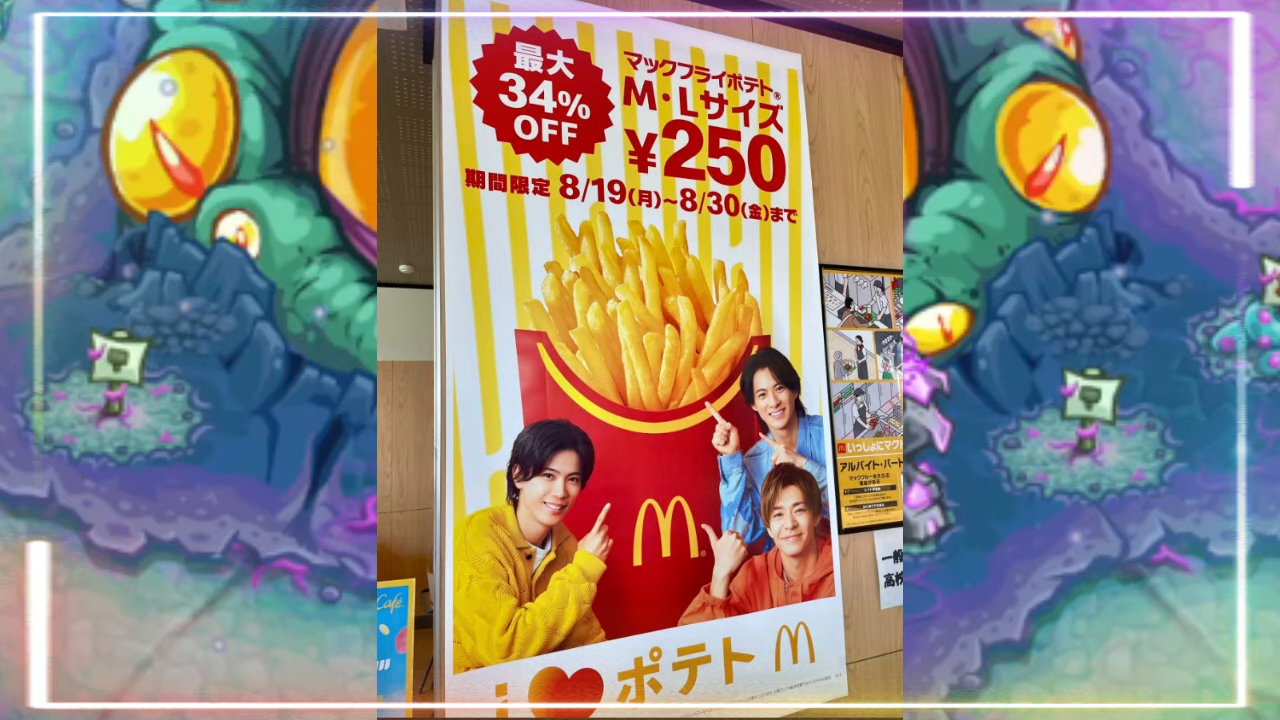 最大
34%
OFF
マックフライポテト®
M・Lサイズ
¥250
期間限定 8/19(月)~8/30(金)まで
i ポテト
いっしょにマクド
アルバイト・パート
Café
一般
高校